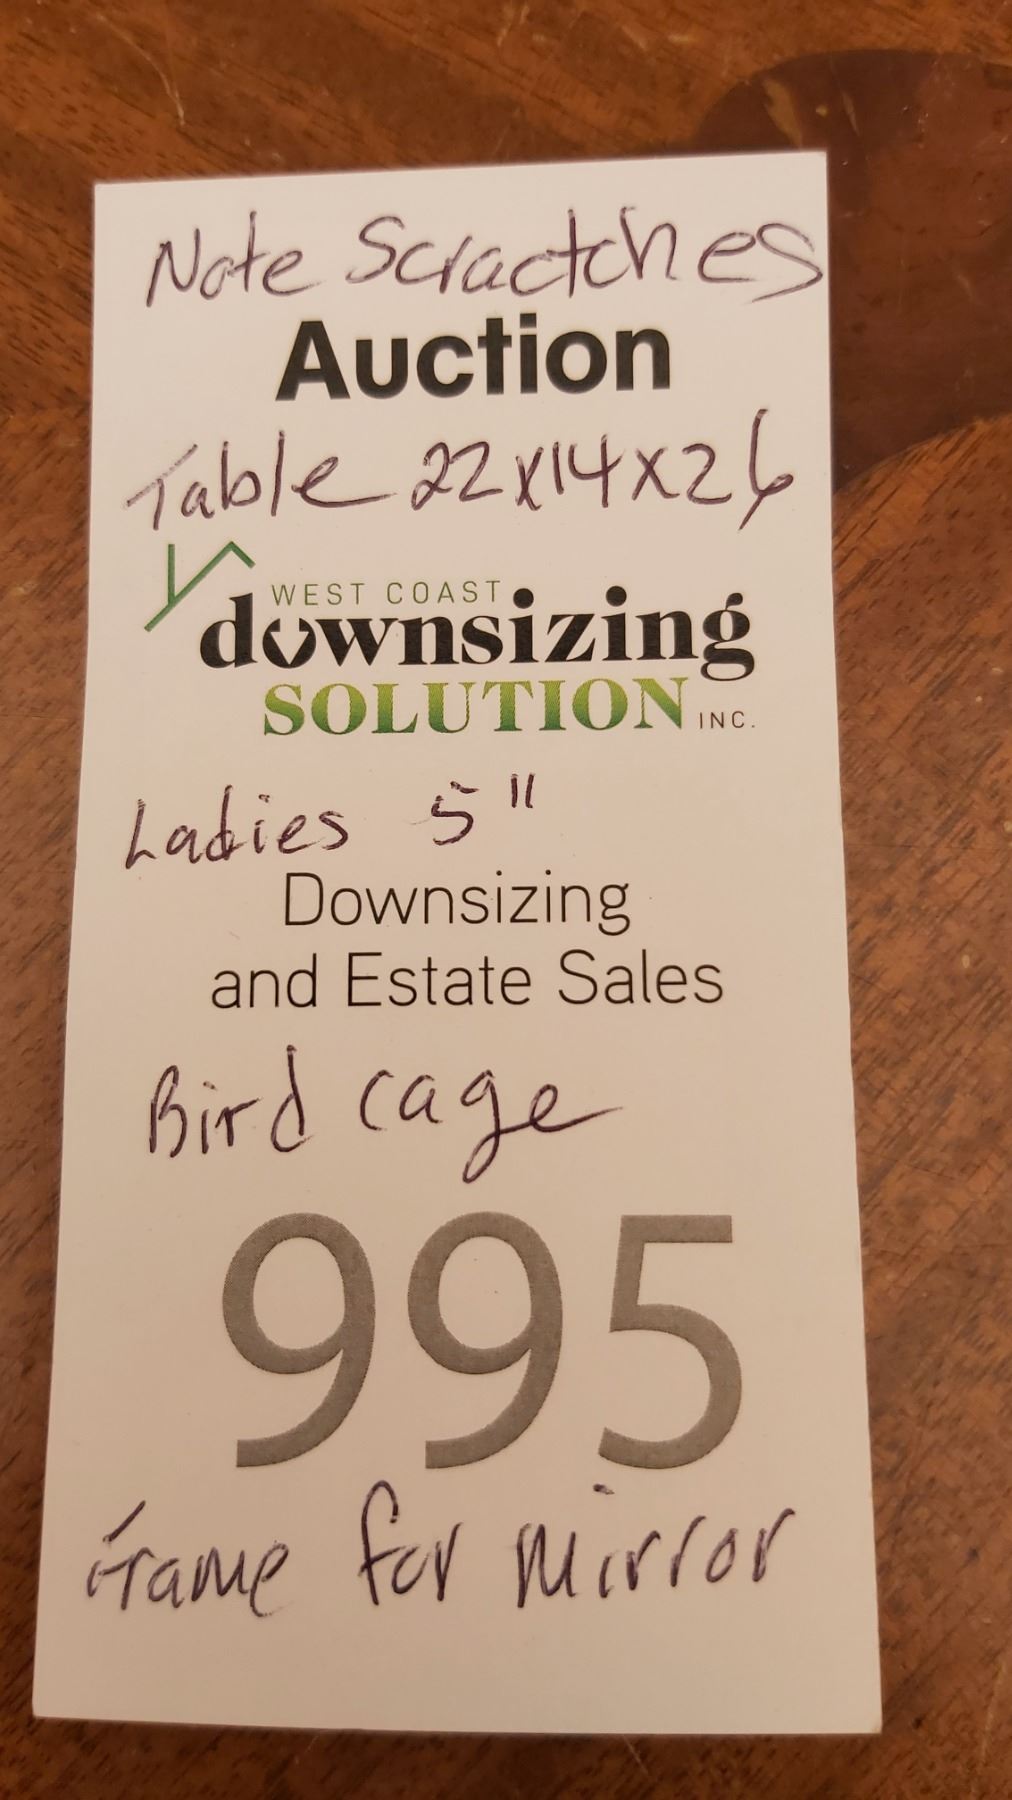 Note Scractches
Auction
Table 22x14x26
WEST COAST
downsizing
SOLUTION INC.
Ladies 5"
Downsizing
and Estate Sales
Bird cage
995
Frame for mirror